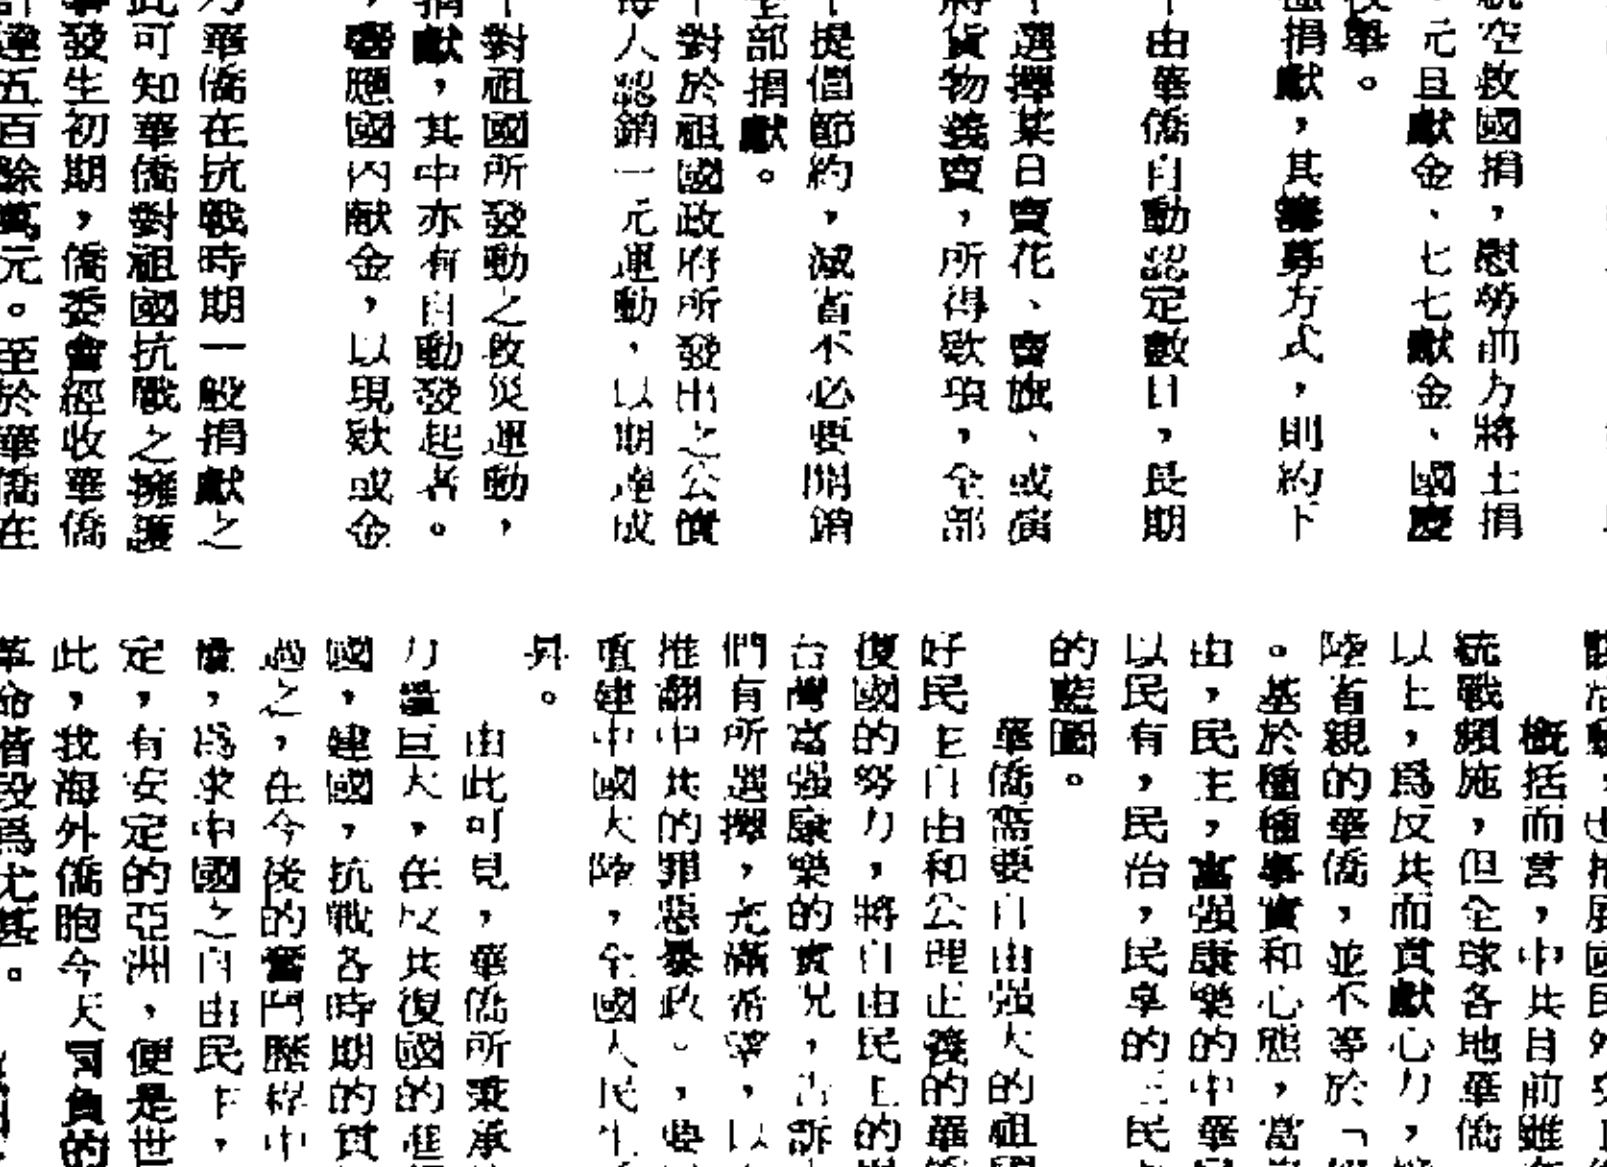 航空救國捐，慰勞前方將士捐
、元旦獻金、七七獻金、國慶
捐獻，其籌募方式，則約下
由華僑自動認定數目，長期
選擇某日賣花、賣旗、或演
將貨物義賣，所得款項，全部
提倡節約，減省不必要開銷
全部捐獻。
對於祖國政府所發出之公債
每人認銷一元運動，以期達成
對祖國所發動之救災運動，
捐獻，其中亦有自動發起者。
，響應國內献金，以現款或金
方華僑在抗戰時期一般捐獻之
此可知華僑對祖國抗戰之擁護
事發生初期，僑委會經收華僑
計達五百餘萬元。至於華僑在
概括而言，中共目前雖
統戰頻施，但全球各地華僑
以上，爲反共而貢獻心力，
陸省親的華僑，並不等於「
。基於種種事實和心態，當
由，民主，富強康樂的中華
以民有，民治，民享的三民
的藍圖。
華僑需要自由強大的祖國
好民主自由和公理正義的華僑
復國的努力，將自由民主的
台灣富强康樂的實况，告訴
們有所選擇，充滿希望，以
推翻中共的罪惡暴政。，要
重建中國大陸，全國人民生
昇。
由此可見，華僑所秉承
力量巨大，在反共復國的進
國，建國，抗戰各時期的貢
過之，在今後的奮鬥歷程中
，爲求中國之自由民主，
定，有安定的亞洲，便是世
此，我海外僑胞今天肩負的
革命階段爲尤甚。